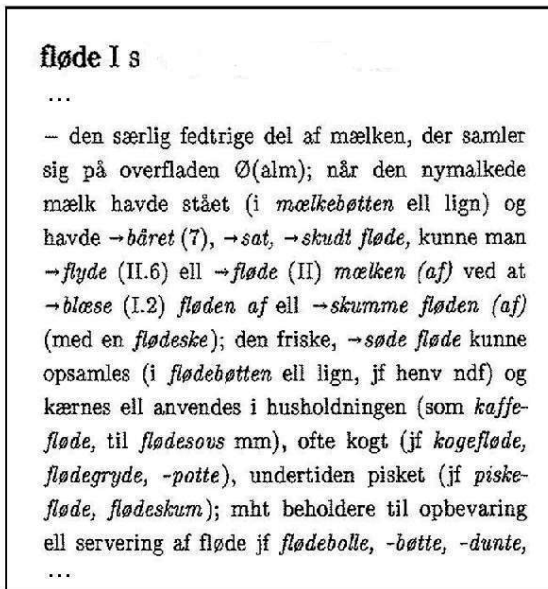 fløde I s
...
– den særlig fedtrige del af mælken, der samler
sig på overfladen Ø(alm); når den nymalkede
mælk havde stået (i mælkebøtten ell lign) og
havde →båret (7), →sat, →skudt fløde, kunne man
→flyde (II.6) ell →fløde (II) mælken (af) ved at
→blæse (I.2) fløden af ell →skumme fløden (af)
(med en flødeske); den friske, →søde fløde kunne
opsamles (i flødebøtten ell lign, jf henv ndf) og
kærnes ell anvendes i husholdningen (som kaffe-
fløde, til flødesovs mm), ofte kogt (jf kogefløde,
flødegryde, -potte), undertiden pisket (jf piske-
fløde, flødeskum); mht beholdere til opbevaring
ell servering af fløde jf flødebolle, -bøtte, -dunte,
...